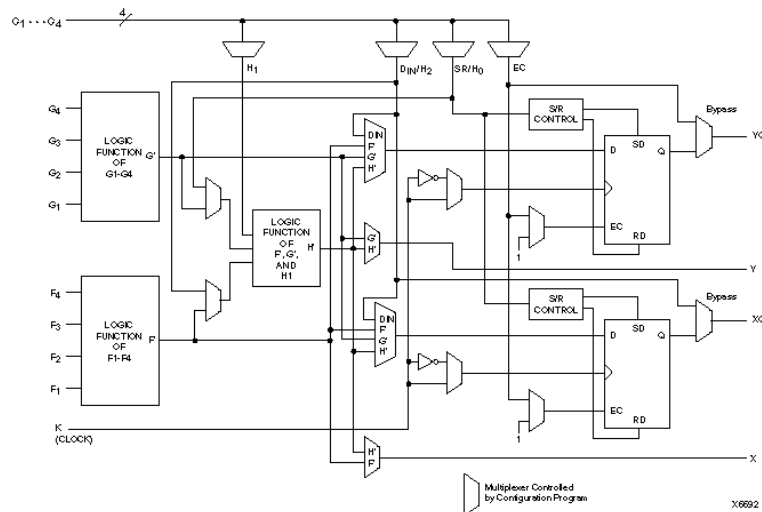 G1 • • • G4
4
H1
DIN/H2
SR/H0
EC
G4
G3
G2
G1
LOGIC
FUNCTION
OF
G1-G4
G'
DIN
F'
G'
H'
S/R
CONTROL
Bypass
YQ
D
SD
Q
EC
RD
1
LOGIC
FUNCTION
OF
F', G',
AND
H1
H'
G'
H'
Y
F4
F3
F2
F1
LOGIC
FUNCTION
OF
F1-F4
F'
DIN
F'
G'
H'
S/R
CONTROL
Bypass
XQ
D
SD
Q
EC
RD
1
K
(CLOCK)
H'
F'
X
Multiplexer Controlled
by Configuration Program
X6692